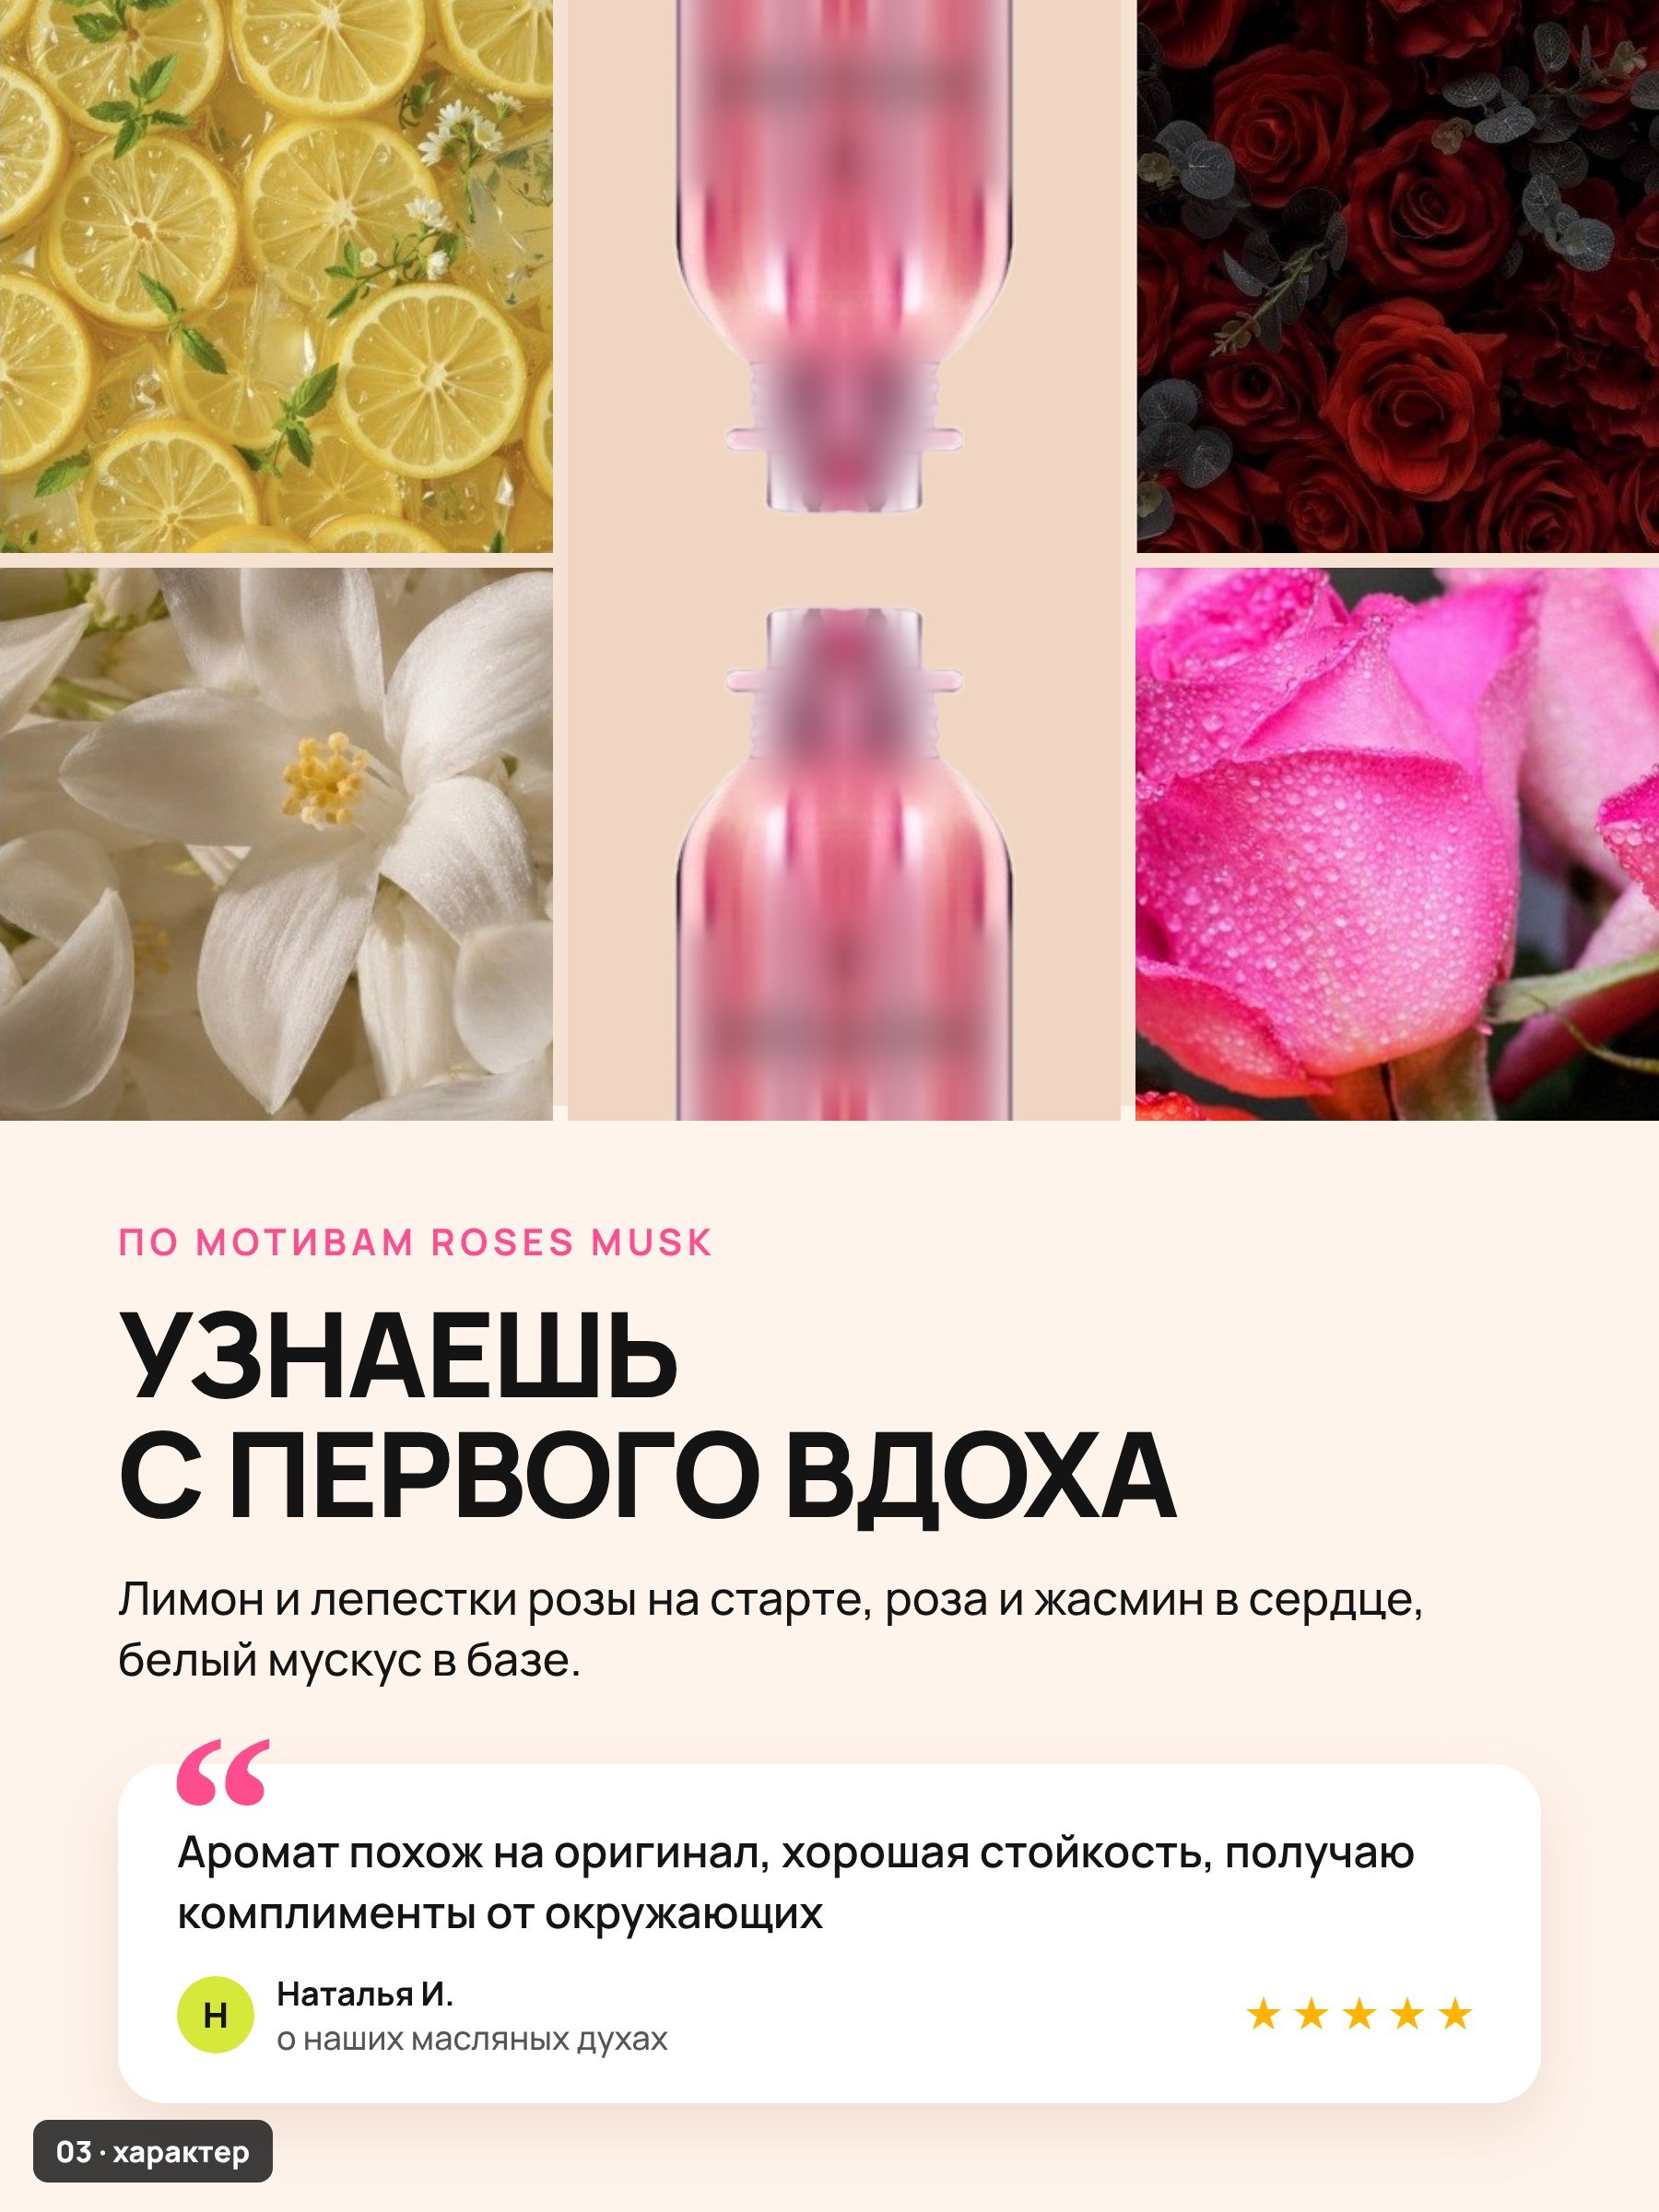 ПО МОТИВАМ ROSES MUSK
УЗНАЕШЬ
С ПЕРВОГО ВДОХА
Лимон и лепестки розы на старте, роза и жасмин в сердце,
белый мускус в базе.
“
Аромат похож на оригинал, хорошая стойкость, получаю
комплименты от окружающих
Н
Наталья И.
о наших масляных духах
★★★★★
03 · характер